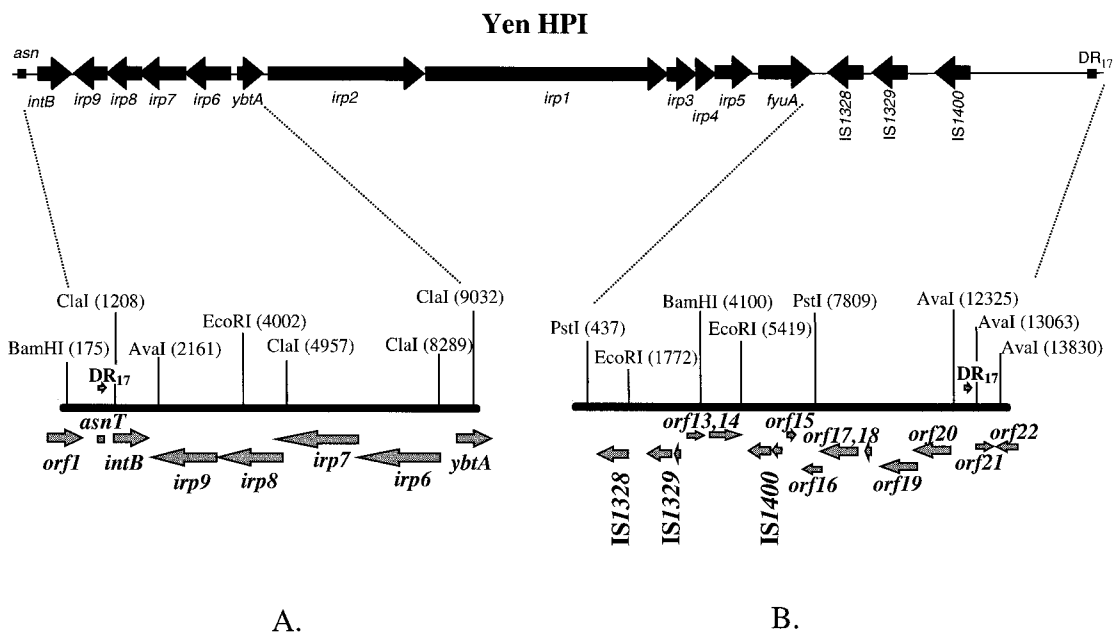 Yen HPI
asn
DR17
intB
irp9
irp8
irp7
irp6
ybtA
irp2
irp1
irp3
irp4
irp5
fyuA
IS1328
IS1329
IS1400
ClaI (1208)
ClaI (9032)
EcoRI (4002)
BamHI (175)
AvaI (2161)
ClaI (4957)
ClaI (8289)
DR17
asnT
orf1
intB
irp9
irp8
irp7
irp6
ybtA
BamHI (4100)
PstI (7809)
AvaI (12325)
PstI (437)
EcoRI (5419)
AvaI (13063)
EcoRI (1772)
AvaI (13830)
DR17
orf13,14
orf15
orf17,18
orf20
orf22
orf21
orf16
orf19
IS1328
IS1329
IS1400
A.
B.